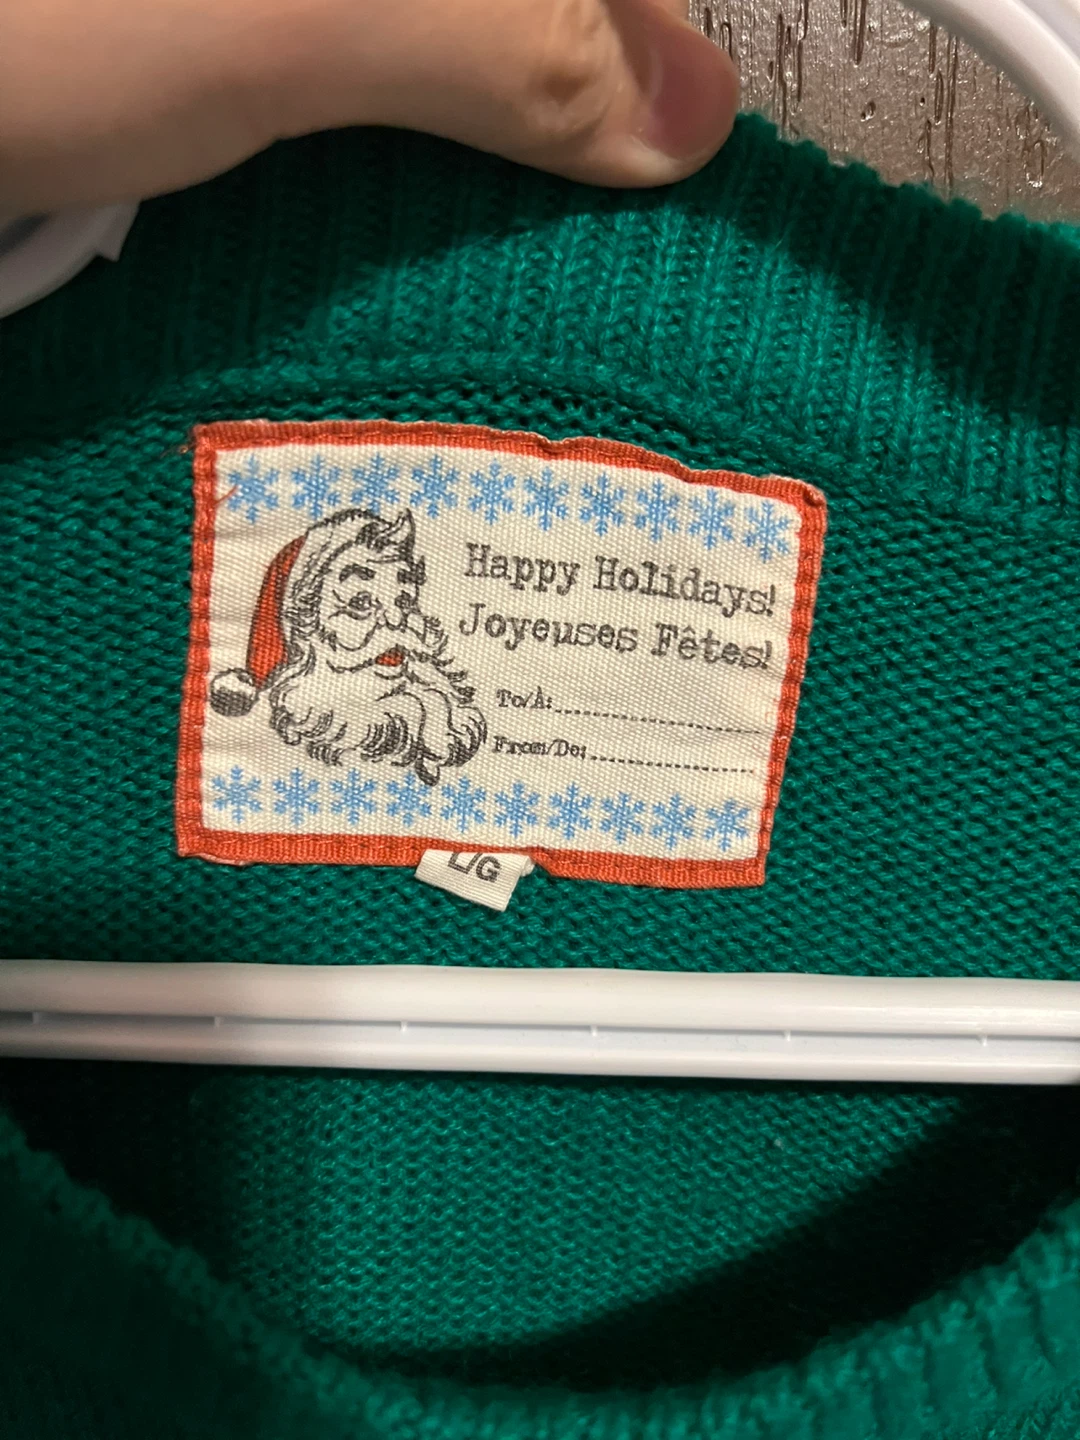 Happy Holidays!
Joyeuses Fêtes!
To/À:
From/De:
L/G